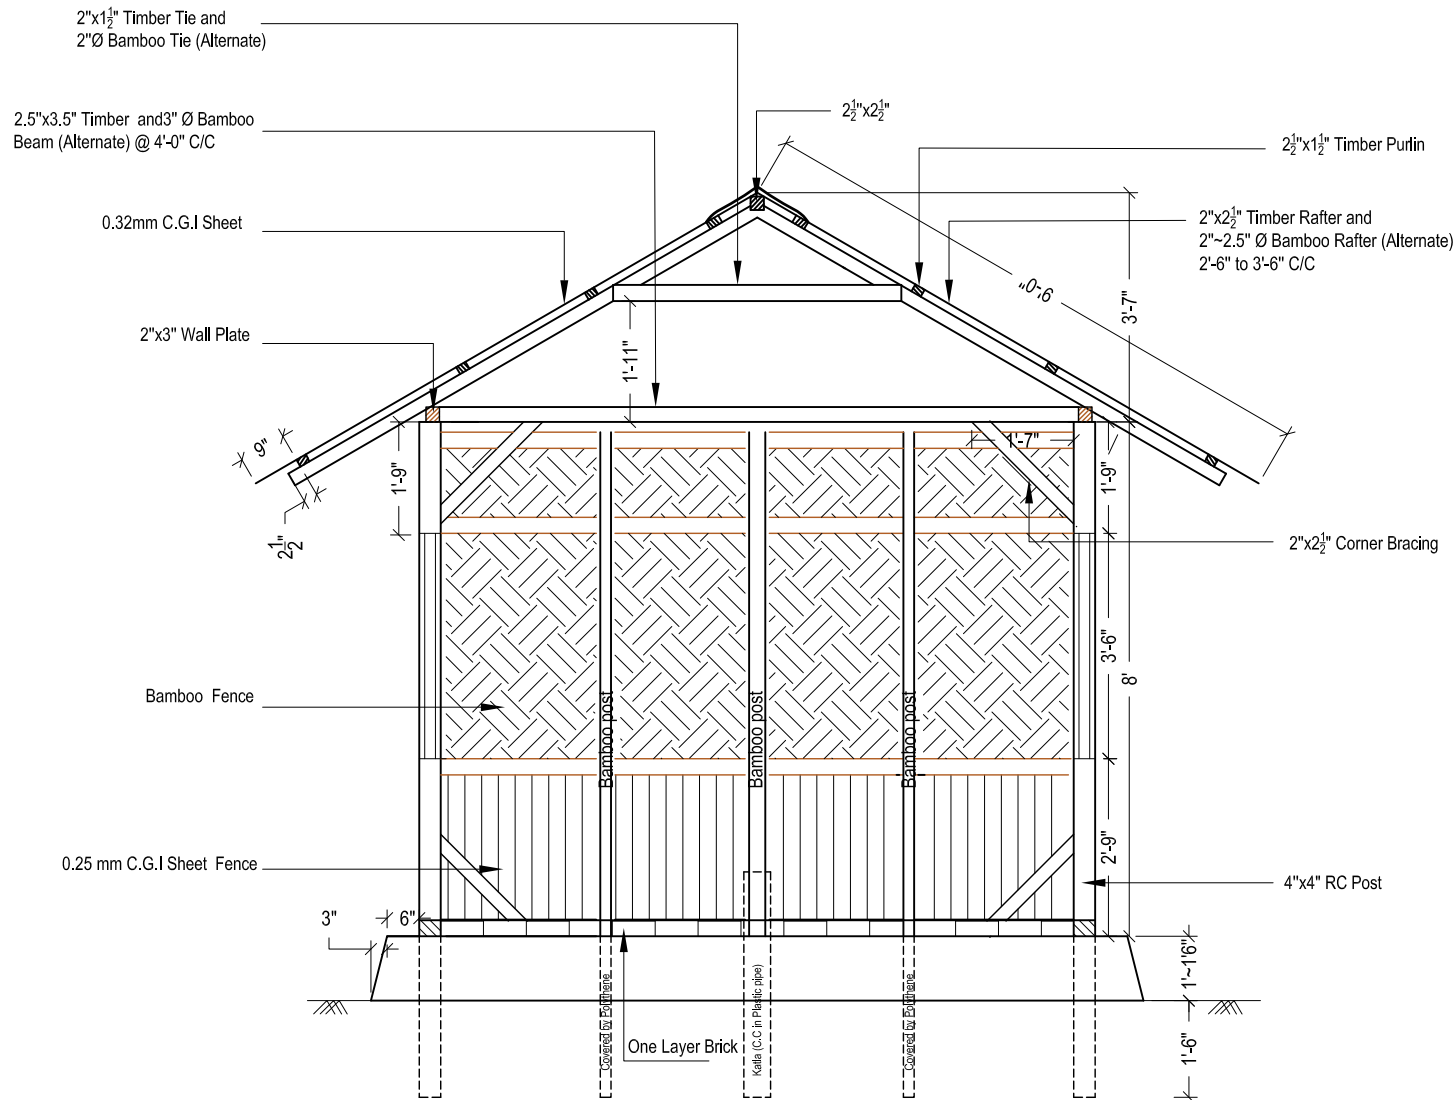 2"x1½" Timber Tie and
2"Ø Bamboo Tie (Alternate)
2.5"x3.5" Timber and3" Ø Bamboo
Beam (Alternate) @ 4'-0" C/C
2½"x2½"
2½"x1½" Timber Purlin
0.32mm C.G.I Sheet
2"x2½" Timber Rafter and
2"~2.5" Ø Bamboo Rafter (Alternate)
2'-6" to 3'-6" C/C
9'-0"
3'-7"
2"x3" Wall Plate
1'-11"
9"
1'-7"
1'-9"
1'-9"
2½"
2"x2½" Corner Bracing
3'-6"
8'
Bamboo Fence
Bamboo post
Bamboo post
Bamboo post
2'-9"
0.25 mm C.G.I Sheet Fence
4"x4" RC Post
3"
6"
1'~1'6"
Covered by Polythene
Katla (C.C in Plastic pipe)
Covered by Polythene
One Layer Brick
1'-6"